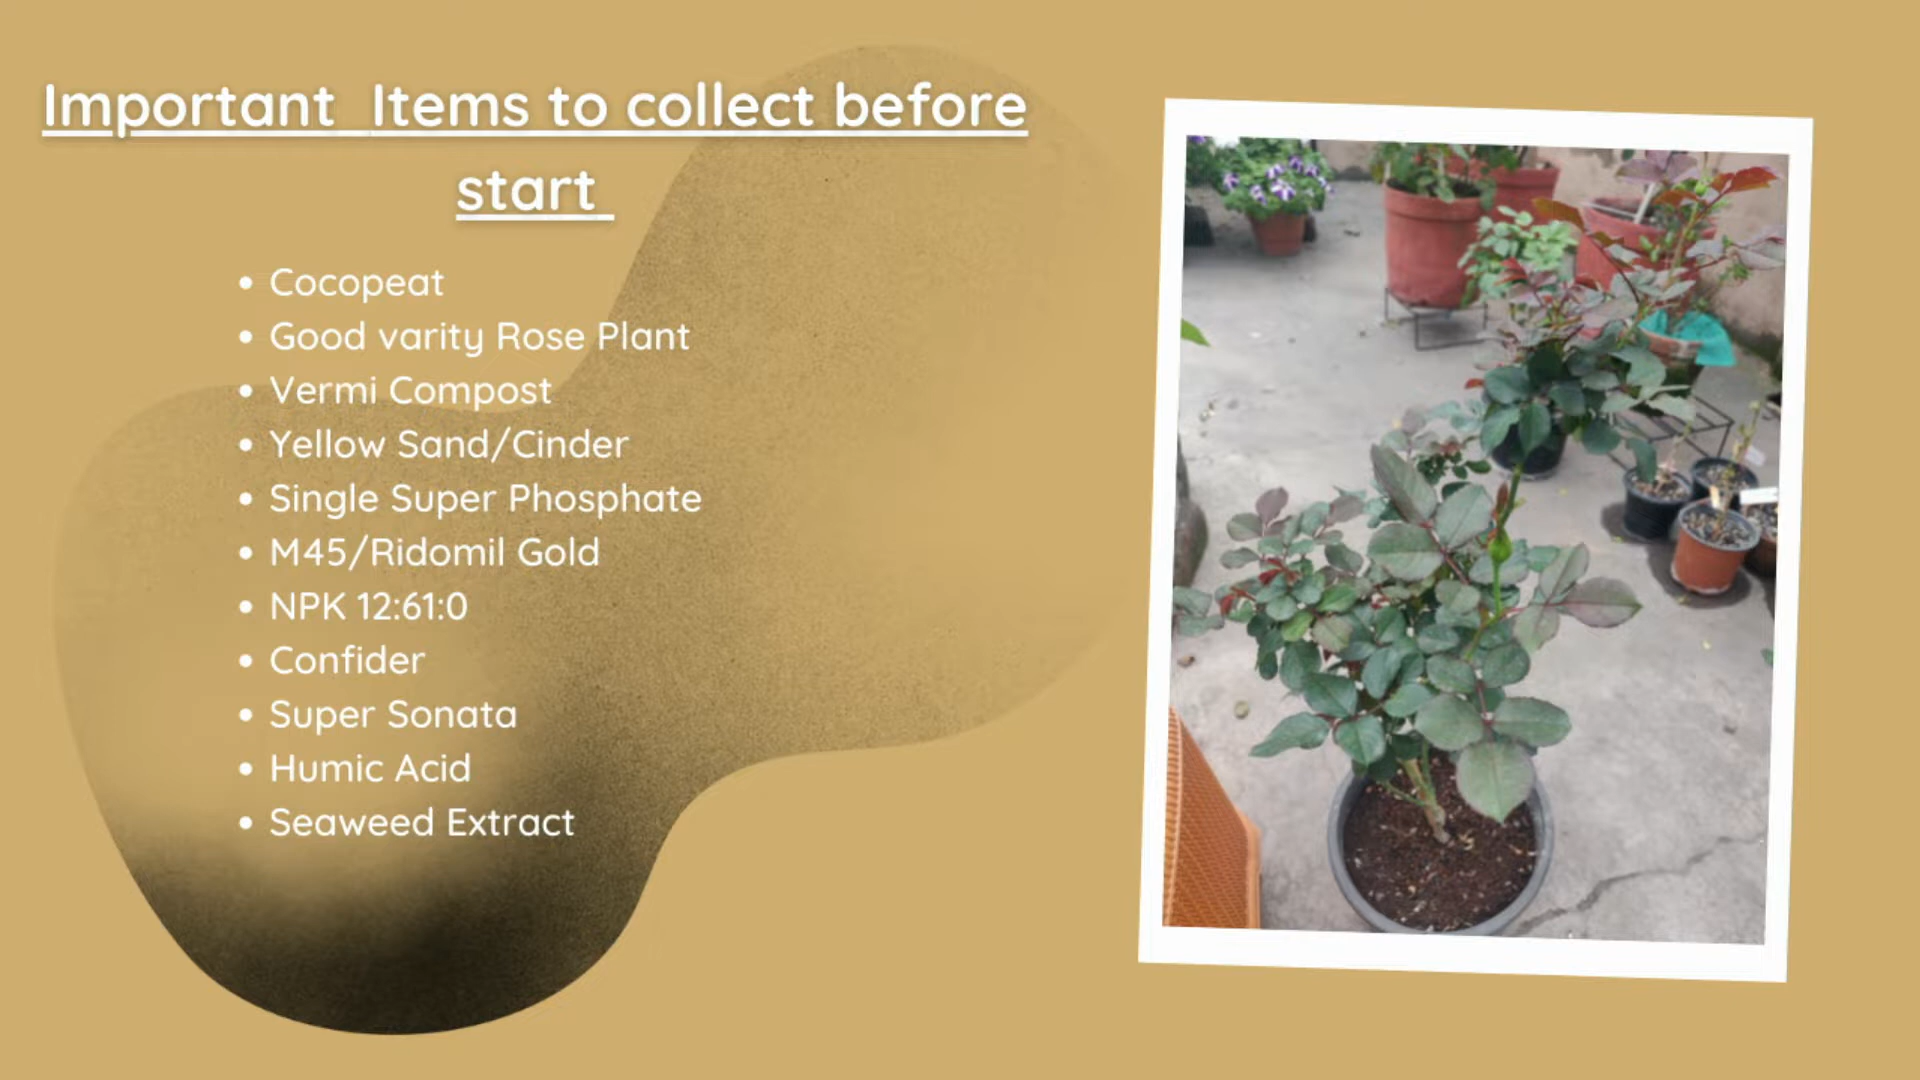 Important  Items to collect before
start
• Cocopeat
• Good varity Rose Plant
• Vermi Compost
• Yellow Sand/Cinder
• Single Super Phosphate
• M45/Ridomil Gold
• NPK 12:61:0
• Confider
• Super Sonata
• Humic Acid
• Seaweed Extract